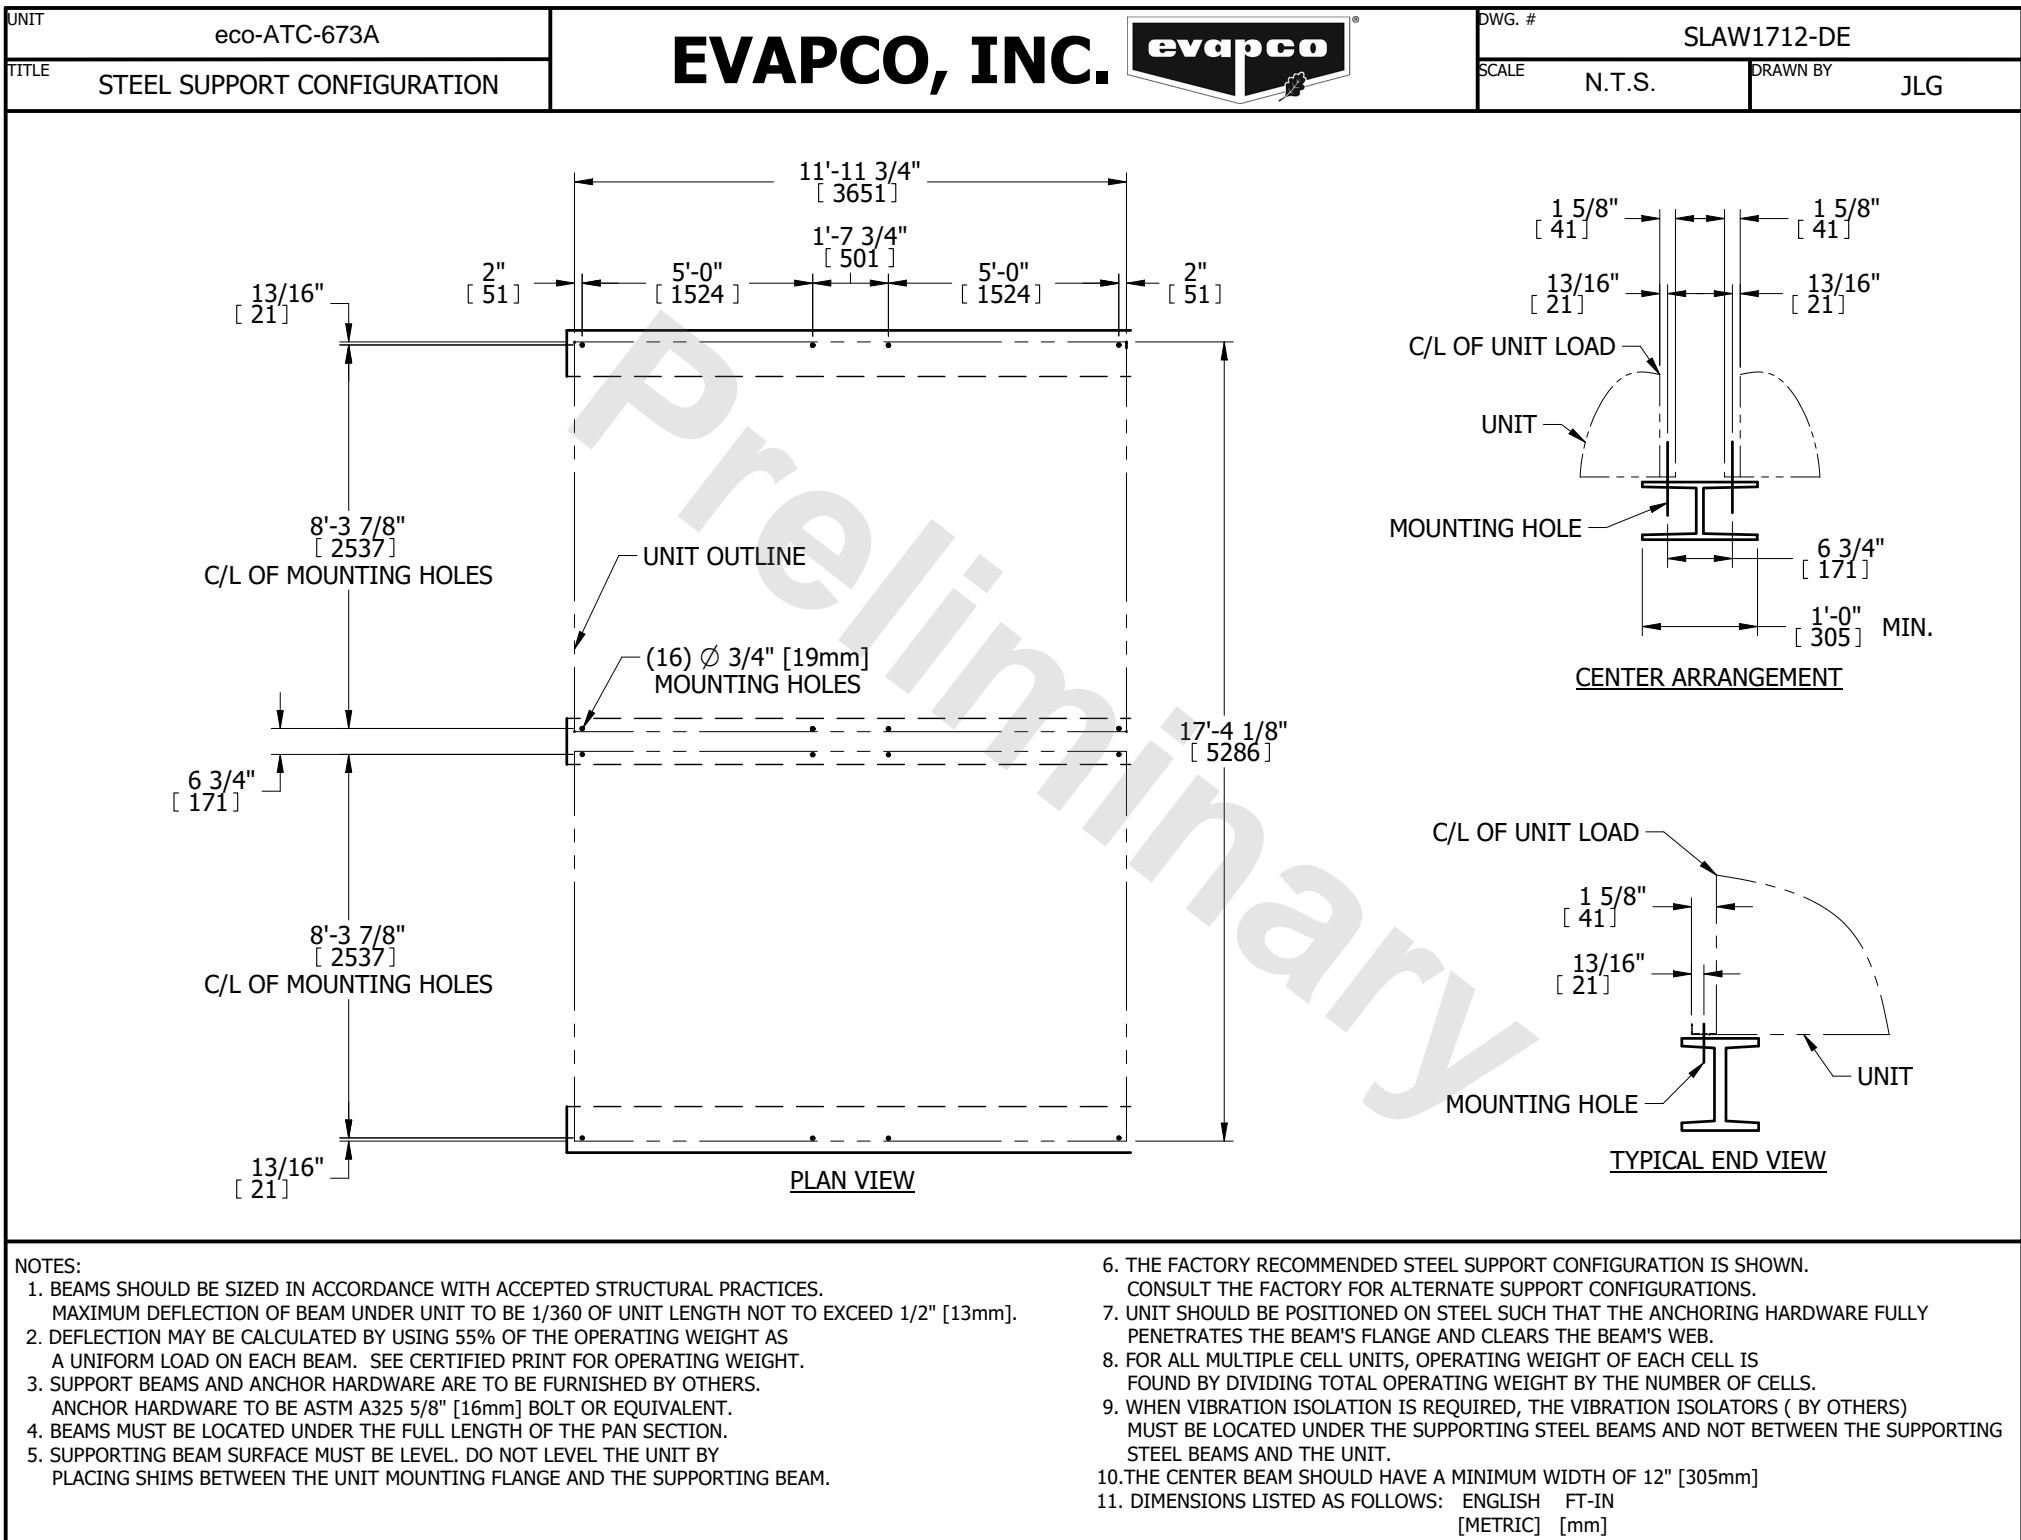 UNIT
eco-ATC-673A
TITLE
STEEL SUPPORT CONFIGURATION
EVAPCO, INC.
evapco
®
DWG. #
SLAW1712-DE
SCALE
N.T.S.
DRAWN BY
JLG
11'-11 3/4"
[ 3651 ]
1'-7 3/4"
[ 501 ]
2"
[ 51 ]
5'-0"
[ 1524 ]
5'-0"
[ 1524 ]
2"
[ 51 ]
13/16"
[ 21 ]
8'-3 7/8"
[ 2537 ]
C/L OF MOUNTING HOLES
UNIT OUTLINE
(16) Ø 3/4" [19mm]
MOUNTING HOLES
6 3/4"
[ 171 ]
17'-4 1/8"
[ 5286 ]
8'-3 7/8"
[ 2537 ]
C/L OF MOUNTING HOLES
13/16"
[ 21 ]
PLAN VIEW
Preliminary
1 5/8"
[ 41 ]
1 5/8"
[ 41 ]
13/16"
[ 21 ]
13/16"
[ 21 ]
C/L OF UNIT LOAD
UNIT
MOUNTING HOLE
6 3/4"
[ 171 ]
1'-0"
[ 305 ] MIN.
CENTER ARRANGEMENT
C/L OF UNIT LOAD
1 5/8"
[ 41 ]
13/16"
[ 21 ]
UNIT
MOUNTING HOLE
TYPICAL END VIEW
NOTES:
1. BEAMS SHOULD BE SIZED IN ACCORDANCE WITH ACCEPTED STRUCTURAL PRACTICES.
MAXIMUM DEFLECTION OF BEAM UNDER UNIT TO BE 1/360 OF UNIT LENGTH NOT TO EXCEED 1/2" [13mm].
2. DEFLECTION MAY BE CALCULATED BY USING 55% OF THE OPERATING WEIGHT AS
A UNIFORM LOAD ON EACH BEAM. SEE CERTIFIED PRINT FOR OPERATING WEIGHT.
3. SUPPORT BEAMS AND ANCHOR HARDWARE ARE TO BE FURNISHED BY OTHERS.
ANCHOR HARDWARE TO BE ASTM A325 5/8" [16mm] BOLT OR EQUIVALENT.
4. BEAMS MUST BE LOCATED UNDER THE FULL LENGTH OF THE PAN SECTION.
5. SUPPORTING BEAM SURFACE MUST BE LEVEL. DO NOT LEVEL THE UNIT BY
PLACING SHIMS BETWEEN THE UNIT MOUNTING FLANGE AND THE SUPPORTING BEAM.
6. THE FACTORY RECOMMENDED STEEL SUPPORT CONFIGURATION IS SHOWN.
CONSULT THE FACTORY FOR ALTERNATE SUPPORT CONFIGURATIONS.
7. UNIT SHOULD BE POSITIONED ON STEEL SUCH THAT THE ANCHORING HARDWARE FULLY
PENETRATES THE BEAM'S FLANGE AND CLEARS THE BEAM'S WEB.
8. FOR ALL MULTIPLE CELL UNITS, OPERATING WEIGHT OF EACH CELL IS
FOUND BY DIVIDING TOTAL OPERATING WEIGHT BY THE NUMBER OF CELLS.
9. WHEN VIBRATION ISOLATION IS REQUIRED, THE VIBRATION ISOLATORS ( BY OTHERS)
MUST BE LOCATED UNDER THE SUPPORTING STEEL BEAMS AND NOT BETWEEN THE SUPPORTING
STEEL BEAMS AND THE UNIT.
10.THE CENTER BEAM SHOULD HAVE A MINIMUM WIDTH OF 12" [305mm]
11. DIMENSIONS LISTED AS FOLLOWS: ENGLISH FT-IN
[METRIC] [mm]